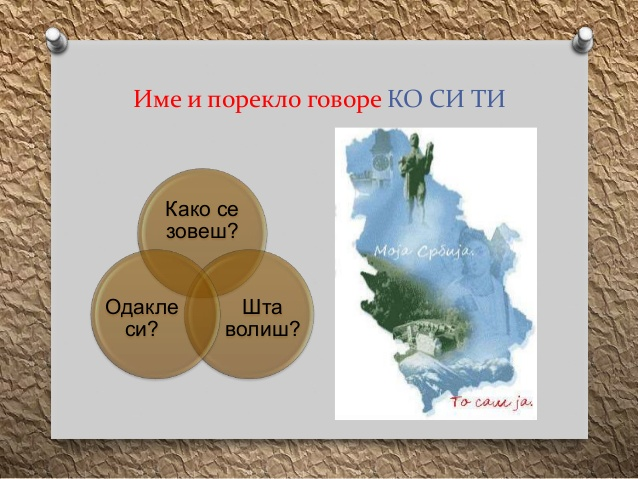 Име и порекло говоре КО СИ ТИ
Како се
зовеш?
Одакле
си?
Шта
волиш?
Моја Србија.
То сам ја.